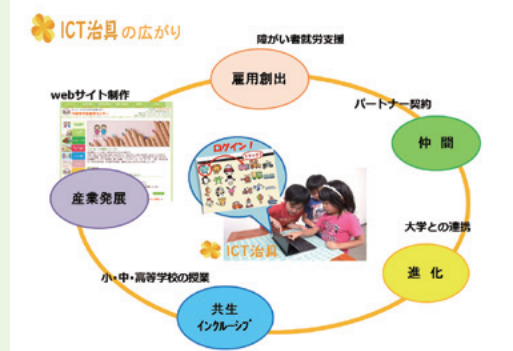 ICT治具の広がり
障がい者就労支援
雇用創出
webサイト制作
パートナー契約
仲間
ログイン！
産業発展
大学との連携
ICT治具
進化
小・中・高等学校の授業
共生
インクルーシブ